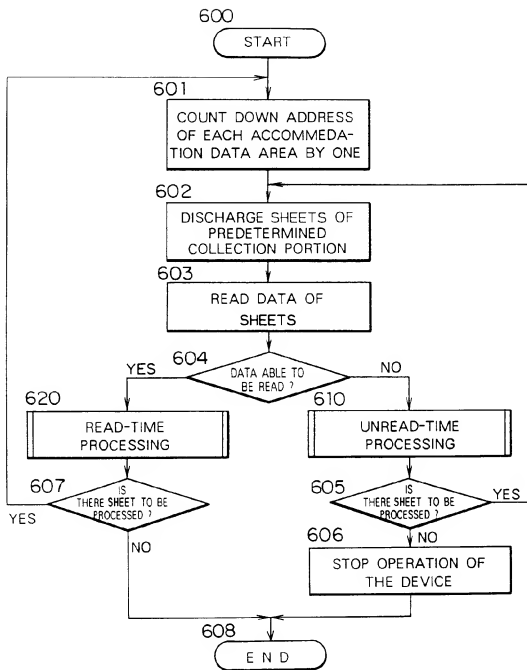 600
START
601
COUNT DOWN ADDRESS
OF EACH ACCOMMEDA-
TION DATA AREA BY ONE
602
DISCHARGE SHEETS OF
PREDETERMINED
COLLECTION PORTION
603
READ DATA OF
SHEETS
604
YES
DATA ABLE TO
BE READ ?
NO
620
READ-TIME
PROCESSING
610
UNREAD-TIME
PROCESSING
607
IS
THERE SHEET TO BE
PROCESSED ?
YES
NO
605
IS
THERE SHEET TO BE
PROCESSED ?
YES
NO
606
STOP OPERATION OF
THE DEVICE
608
END